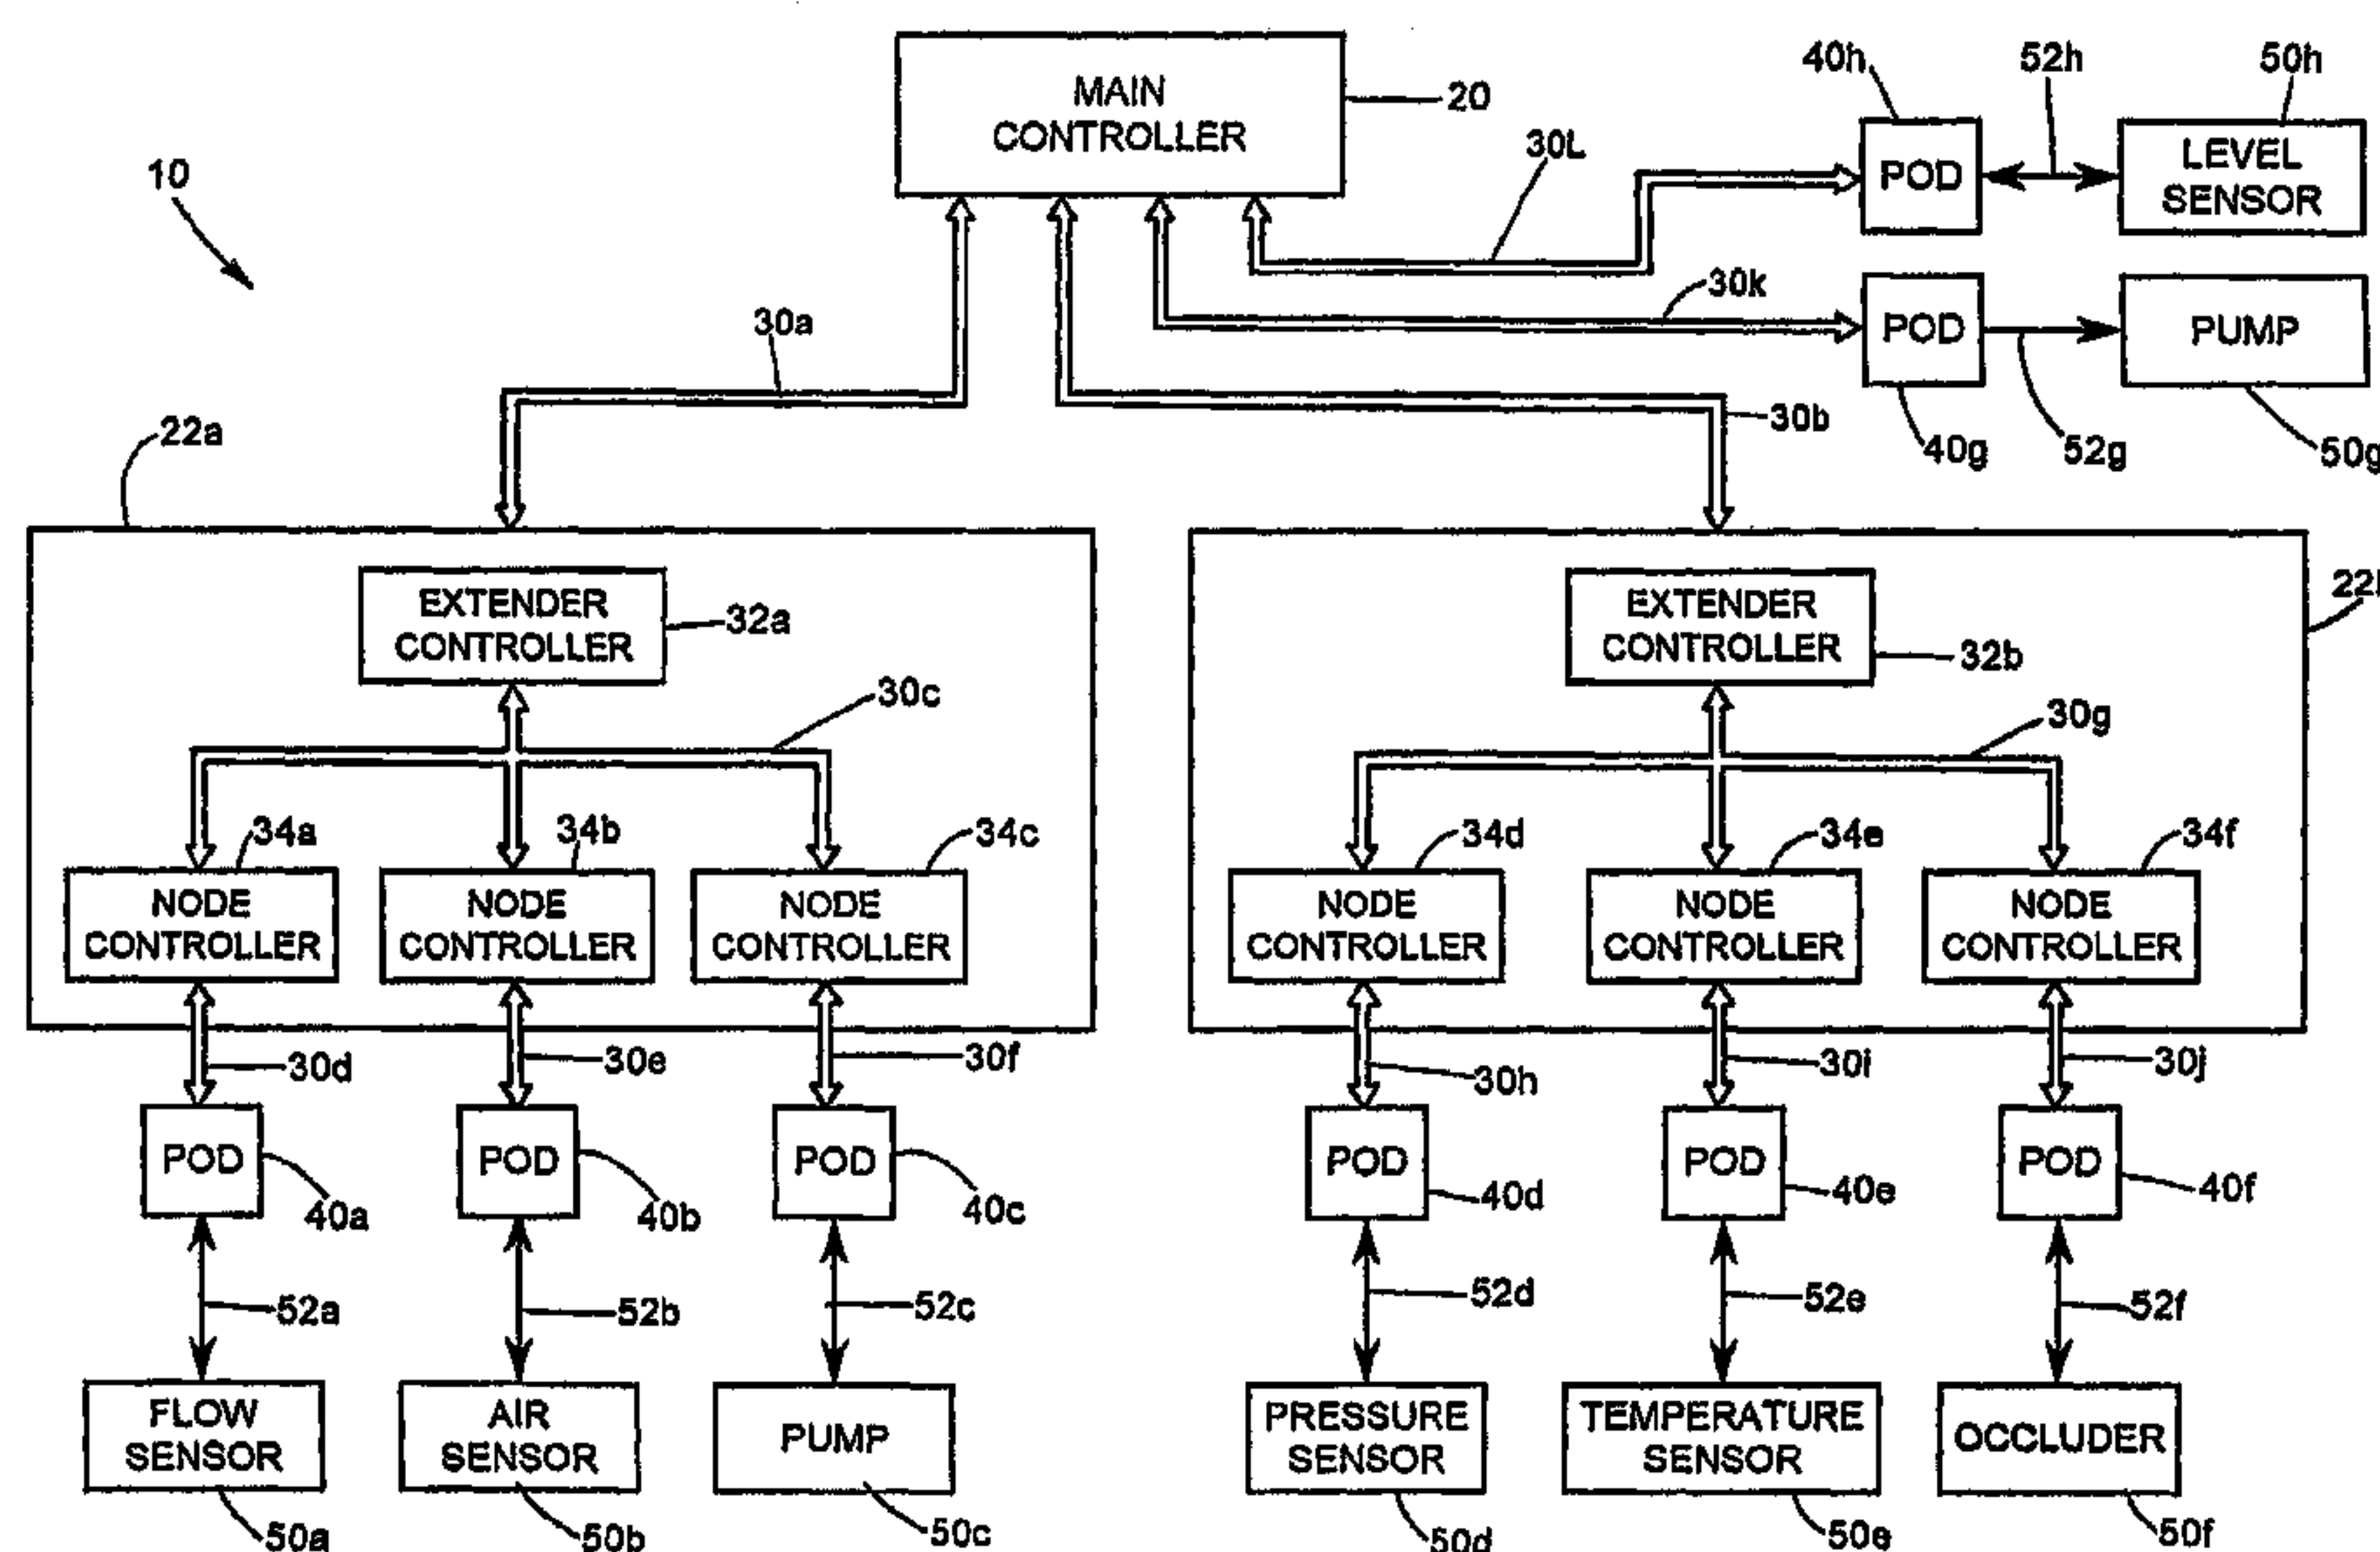 10
MAIN
CONTROLLER
20
40h
52h
50h
30L
POD
LEVEL
SENSOR
30k
POD
PUMP
40g
52g
50g
30a
30b
22a
EXTENDER
CONTROLLER
32a
30c
34a
34b
34c
NODE
CONTROLLER
NODE
CONTROLLER
NODE
CONTROLLER
30d
30e
30f
POD
POD
POD
40a
40b
40c
52a
52b
52c
FLOW
SENSOR
AIR
SENSOR
PUMP
50a
50b
50c
EXTENDER
CONTROLLER
32b
30g
34d
34e
34f
NODE
CONTROLLER
NODE
CONTROLLER
NODE
CONTROLLER
30h
30i
30j
POD
POD
POD
40d
40e
40f
52d
52e
52f
PRESSURE
SENSOR
TEMPERATURE
SENSOR
OCCLUDER
50d
50e
50f